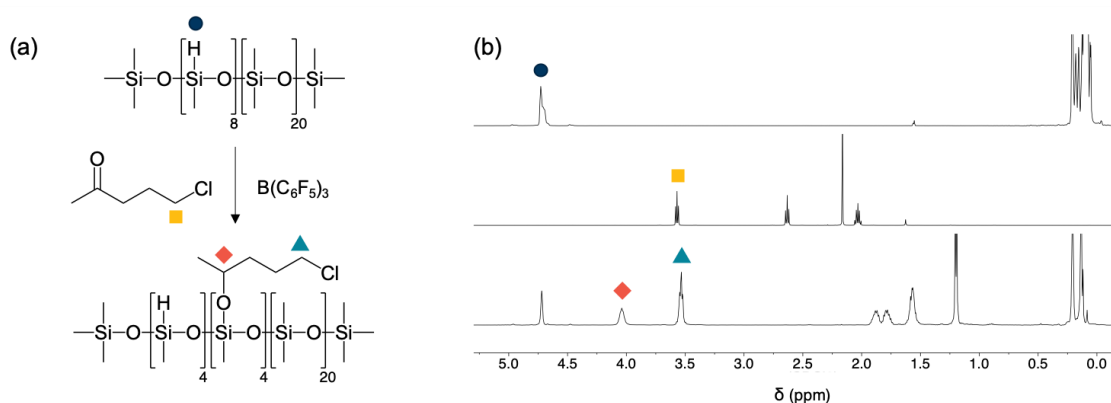 (a)
H
Si O Si O Si O Si
8 20
O
Cl
B(C₆F₅)₃
Cl
O
H
Si O Si O Si O Si O Si
4 4 20
(b)
5.0 4.5 4.0 3.5 3.0 2.5 2.0 1.5 1.0 0.5 0.0
δ (ppm)